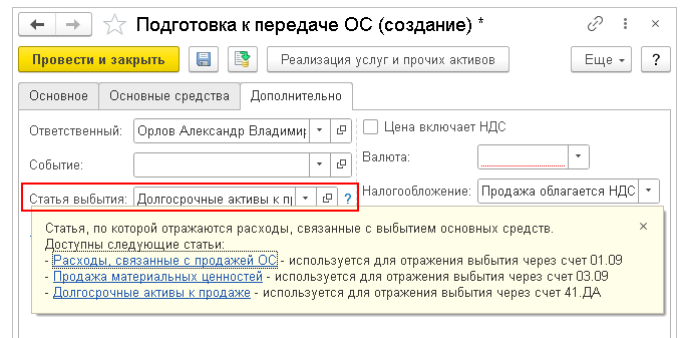 Подготовка к передаче ОС (создание) *
Провести и закрыть Реализация услуг и прочих активов Еще ?
Основное Основные средства Дополнительно
Ответственный: Орлов Александр Владимир Цена включает НДС
Событие: Валюта:
Статья выбытия: Долгосрочные активы к п ? Налогообложение: Продажа облагается НДС
Статья, по которой отражаются расходы, связанные с выбытием основных средств.
Доступны следующие статьи:
- Расходы, связанные с продажей ОС - используется для отражения выбытия через счет 01.09
- Продажа материальных ценностей - используется для отражения выбытия через счет 03.09
- Долгосрочные активы к продаже - используется для отражения выбытия через счет 41.ДА